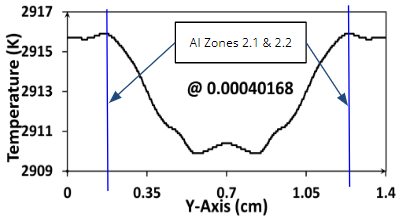 2917
2915
2913
2911
2909
Temperature (K)
Al Zones 2.1 & 2.2
@ 0.00040168
0 0.35 0.7 1.05 1.4
Y-Axis (cm)